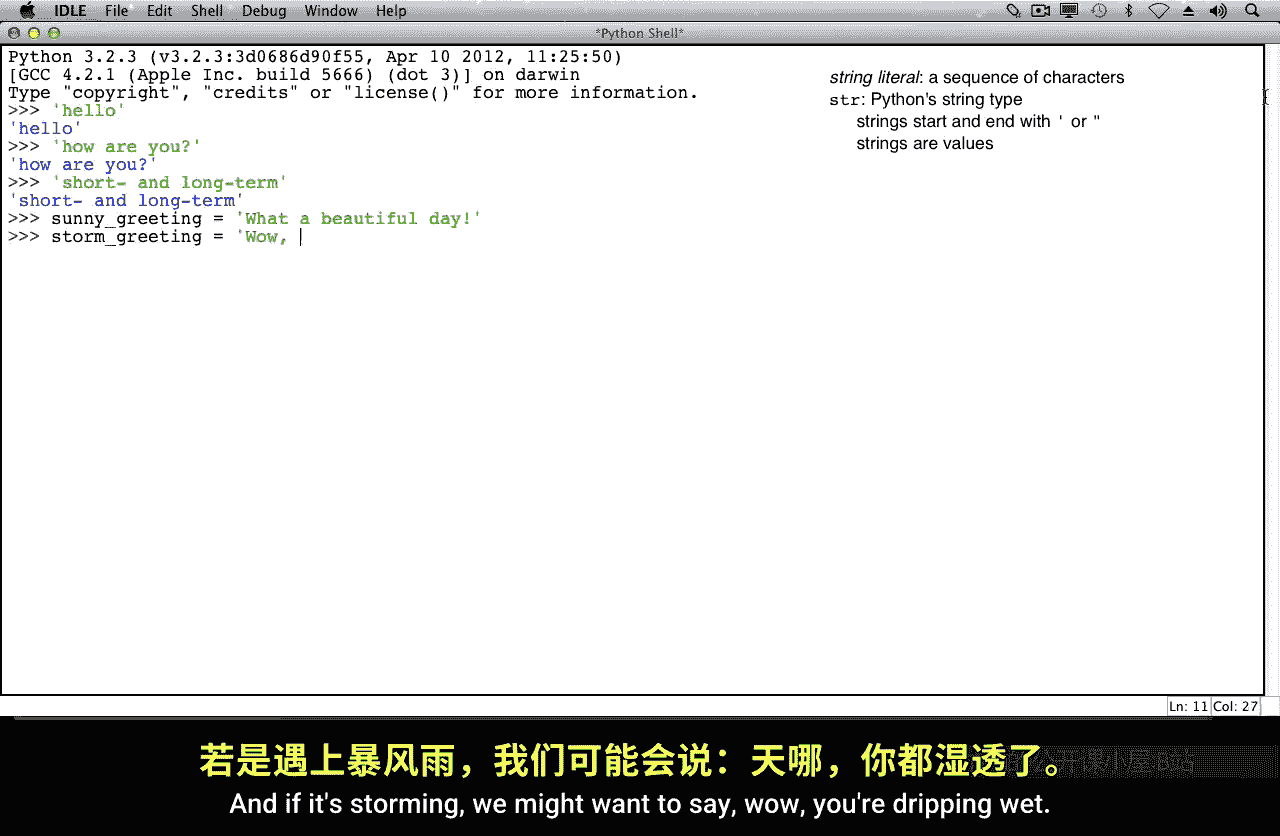 IDLE File Edit Shell Debug Window Help
*Python Shell*
Python 3.2.3 (v3.2.3:3d0686d90f55, Apr 10 2012, 11:25:50)
[GCC 4.2.1 (Apple Inc. build 5666) (dot 3)] on darwin
Type "copyright", "credits" or "license()" for more information.
>>> 'hello'
'hello'
>>> 'how are you?'
'how are you?'
>>> 'short- and long-term'
'short- and long-term'
>>> sunny_greeting = 'What a beautiful day!'
>>> storm_greeting = 'Wow,
string literal: a sequence of characters
str: Python's string type
strings start and end with ' or "
strings are values
Ln: 11 Col: 27
若是遇上暴风雨，我们可能会说：天哪，你都湿透了。
And if it's storming, we might want to say, wow, you're dripping wet.